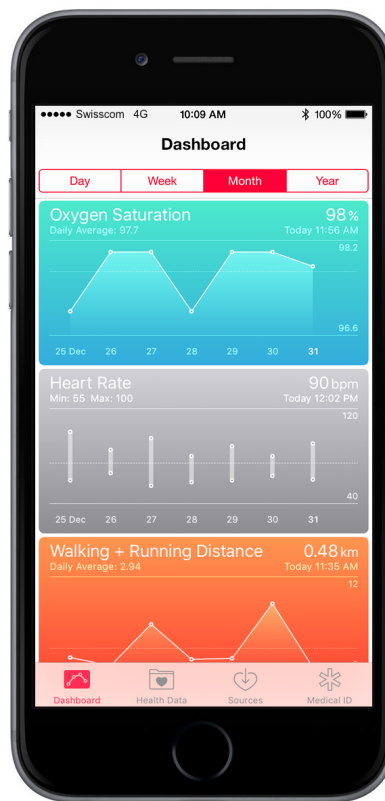 ●●●●● Swisscom 4G 10:09 AM 100%
Dashboard
Day Week Month Year
Oxygen Saturation 98%
Daily Average: 97.7 Today 11:56 AM
98.2
96.6
25 Dec 26 27 28 29 30 31
Heart Rate 90 bpm
Min: 55 Max: 100 Today 12:02 PM
120
40
25 Dec 26 27 28 29 30 31
Walking + Running Distance 0.48 km
Daily Average: 2.94 Today 11:35 AM
12
Dashboard Health Data Sources Medical ID